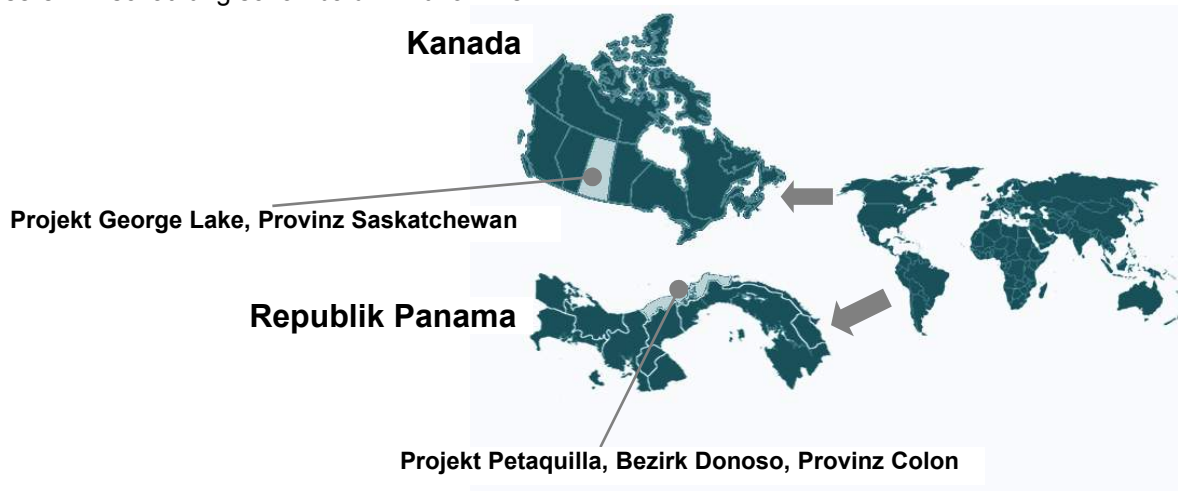 Kanada
Projekt George Lake, Provinz Saskatchewan
Republik Panama
Projekt Petaquilla, Bezirk Donoso, Provinz Colon